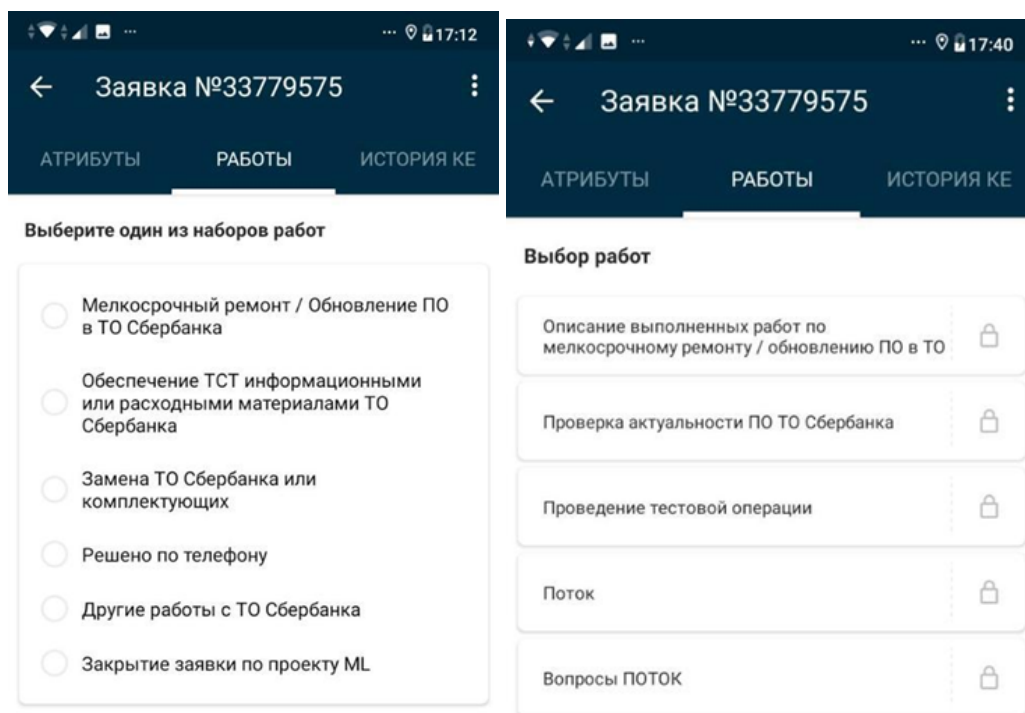 17:12
Заявка №33779575
АТРИБУТЫ РАБОТЫ ИСТОРИЯ КЕ
Выберите один из наборов работ
Мелкосрочный ремонт / Обновление ПО
в ТО Сбербанка
Обеспечение ТСТ информационными
или расходными материалами ТО
Сбербанка
Замена ТО Сбербанка или
комплектующих
Решено по телефону
Другие работы с ТО Сбербанка
Закрытие заявки по проекту ML
17:40
Заявка №33779575
АТРИБУТЫ РАБОТЫ ИСТОРИЯ КЕ
Выбор работ
Описание выполненных работ по
мелкосрочному ремонту / обновлению ПО в ТО
Проверка актуальности ПО ТО Сбербанка
Проведение тестовой операции
Поток
Вопросы ПОТОК